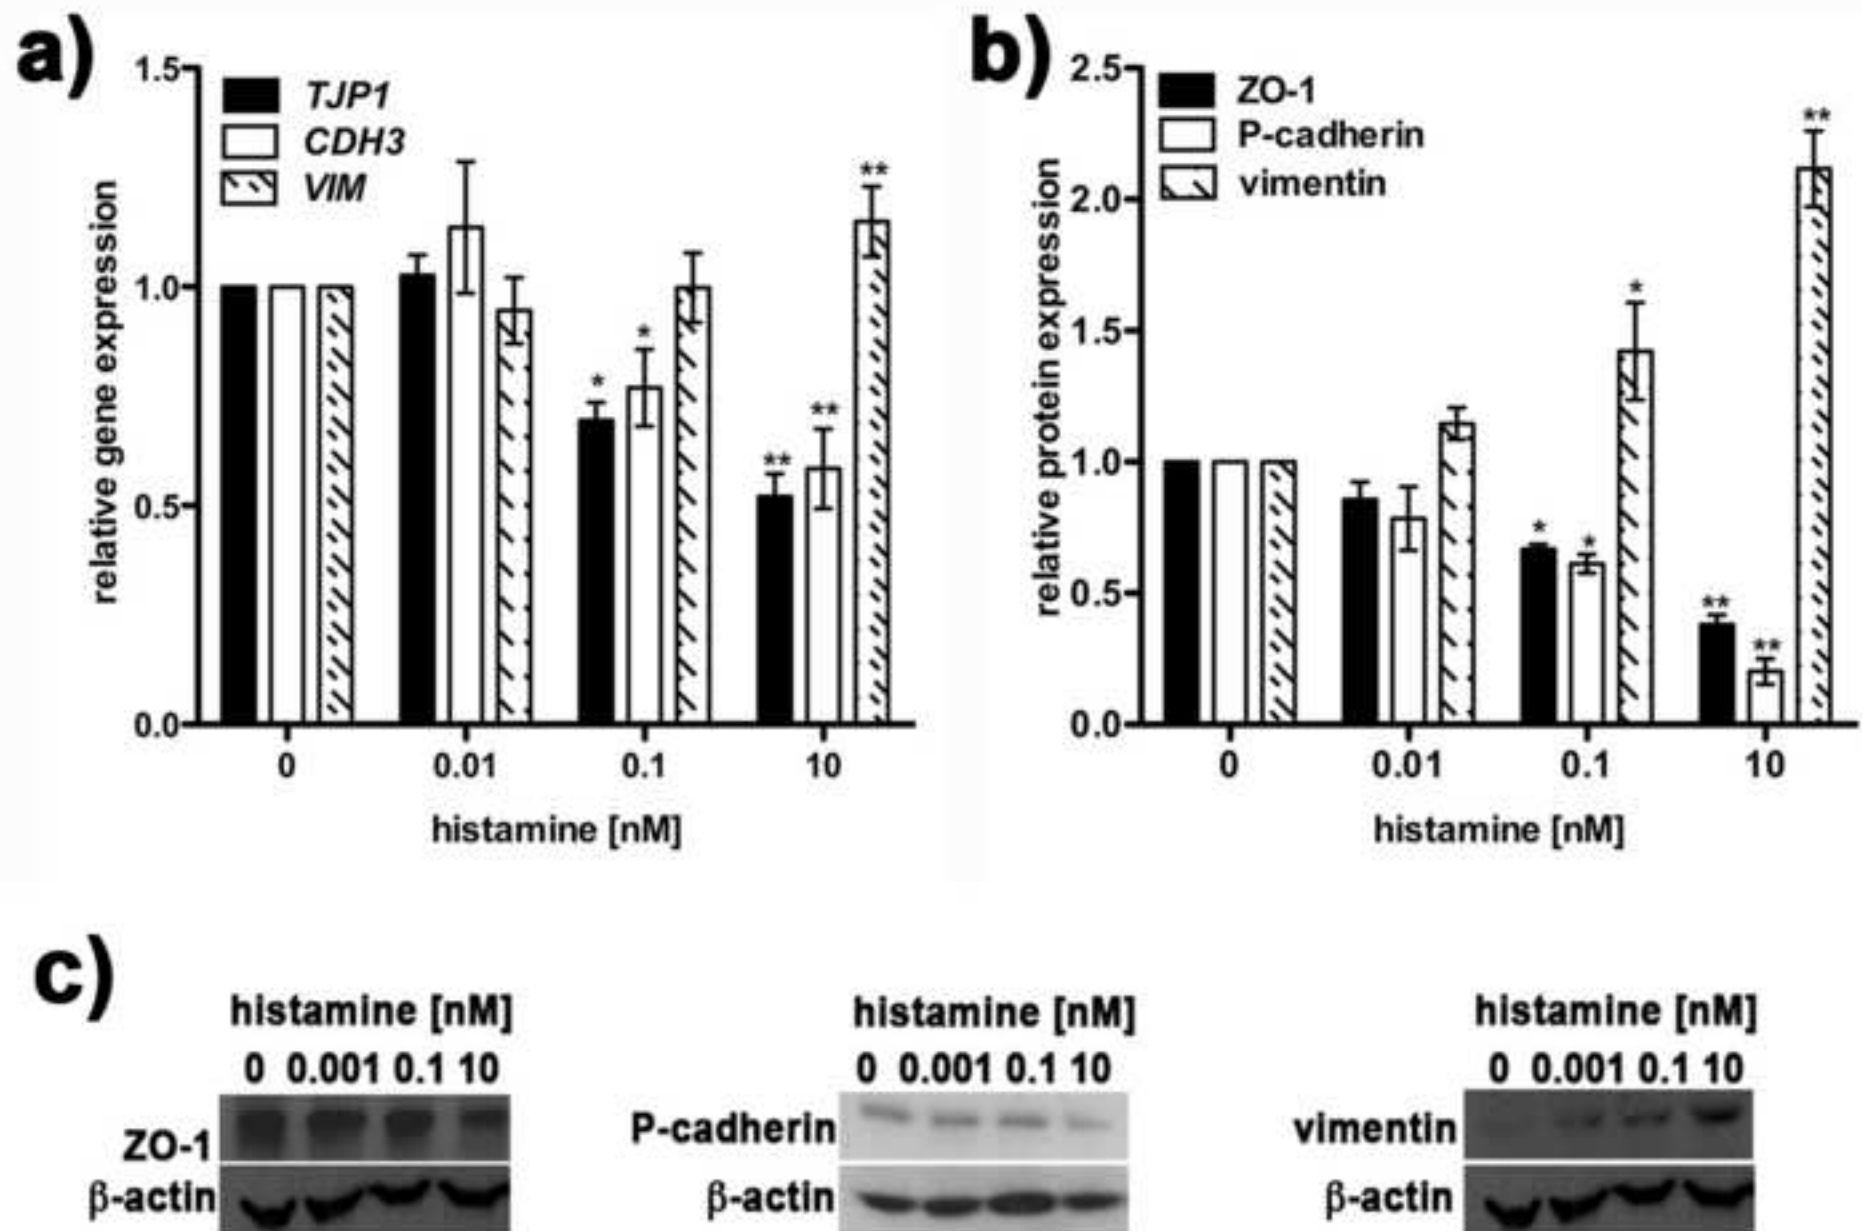 a)
1.5
TJP1
CDH3
VIM
1.0
0.5
0.0
relative gene expression
**
*
*
**
**
0 0.01 0.1 10
histamine [nM]
b)
2.5
ZO-1
P-cadherin
vimentin
2.0
1.5
1.0
0.5
0.0
relative protein expression
**
*
*
*
**
**
0 0.01 0.1 10
histamine [nM]
c)
histamine [nM]
0 0.001 0.1 10
ZO-1
β-actin
histamine [nM]
0 0.001 0.1 10
P-cadherin
β-actin
histamine [nM]
0 0.001 0.1 10
vimentin
β-actin